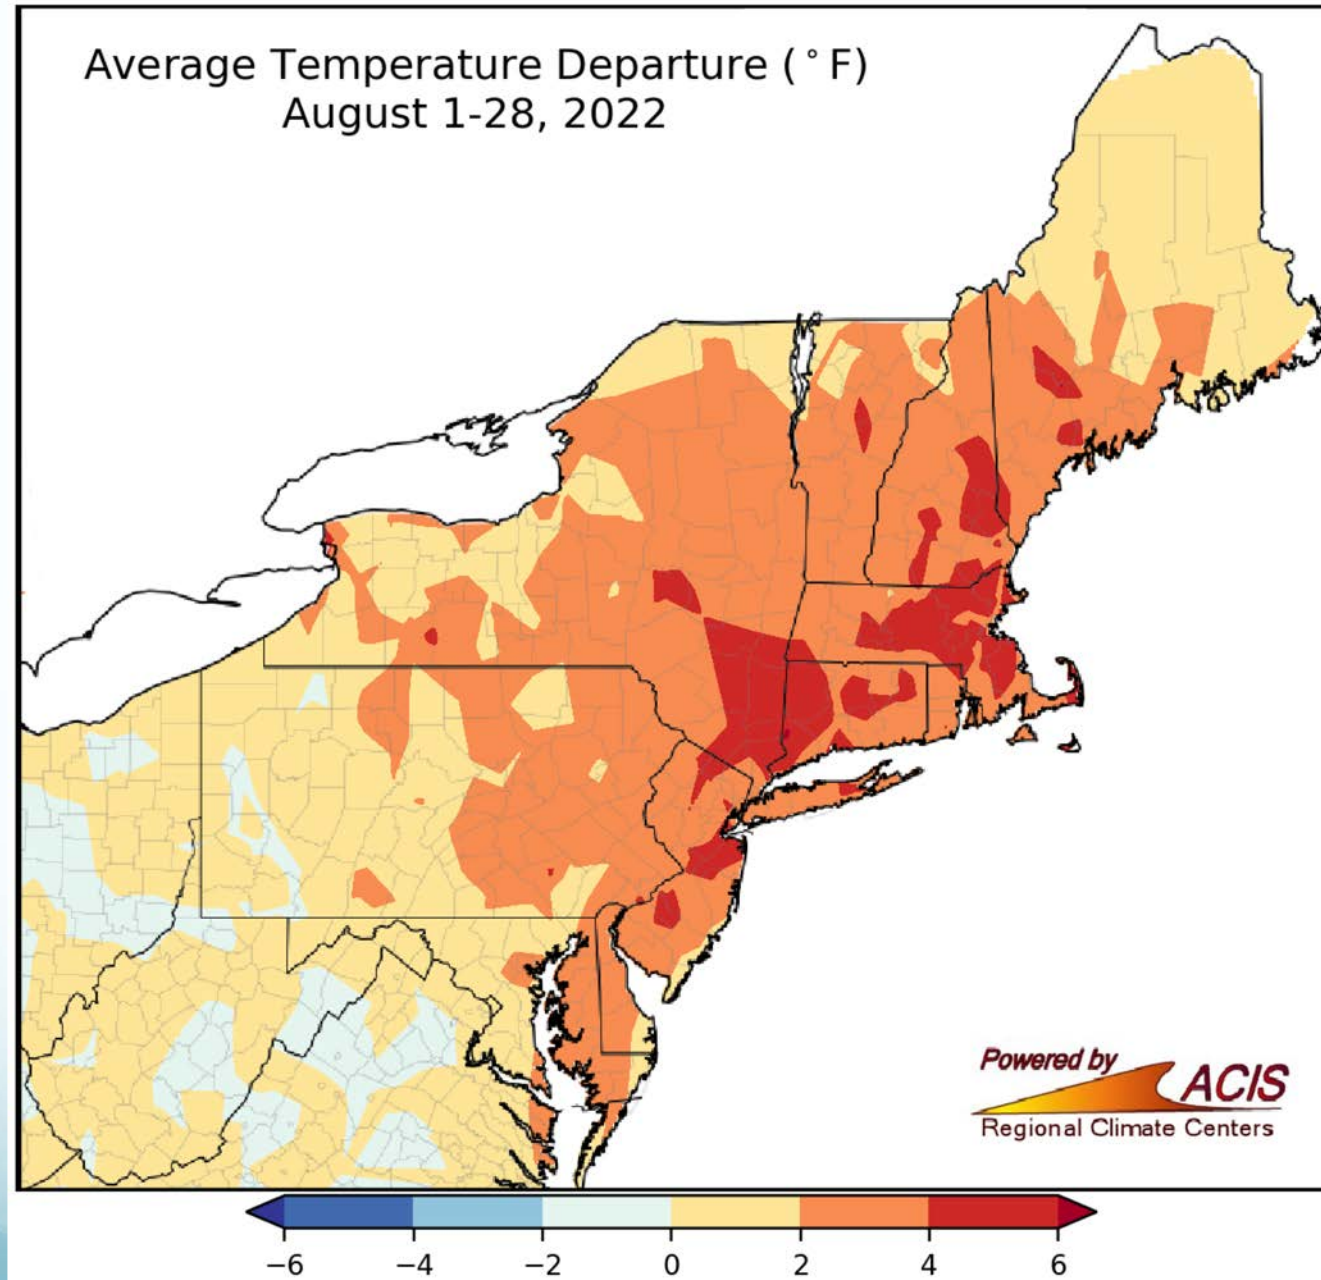 Average Temperature Departure (°F)
August 1-28, 2022
Powered by
ACIS
Regional Climate Centers
−6 −4 −2 0 2 4 6